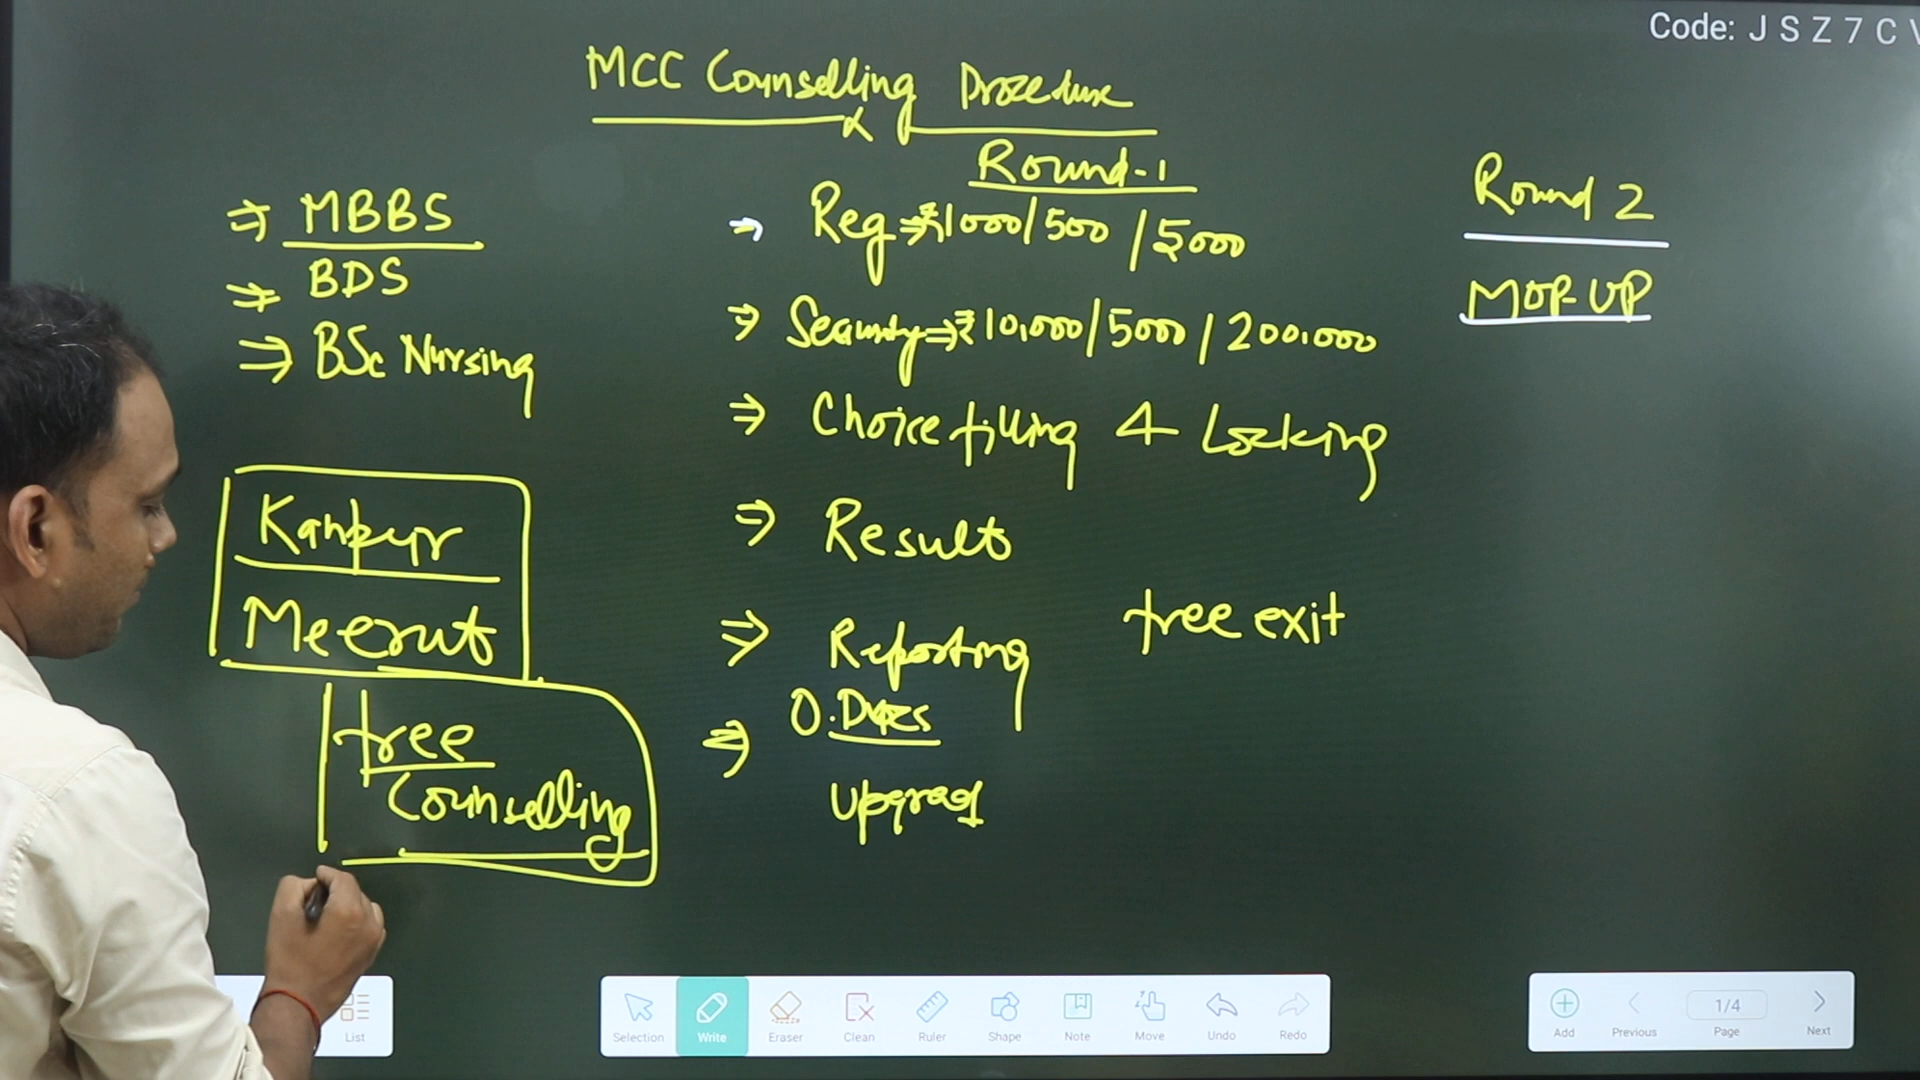 Code: J S Z 7 C V
MCC Counselling Procedure
Round-1
⇒ MBBS
⇒ BDS
⇒ BSc Nursing
Kanpur
Meerut
free
Counselling
→ Reg ⇒ ₹1000/500 / 5000
⇒ Security ⇒ ₹10,000/5000 / 200,000
⇒ Choice filling & Locking
⇒ Result
⇒ Reporting free exit
⇒ O.Dues
Upgrad
Round 2
MOP-UP
List
Selection Write Eraser Clean Ruler Shape Note Move Undo Redo
Add Previous 1/4 Page Next